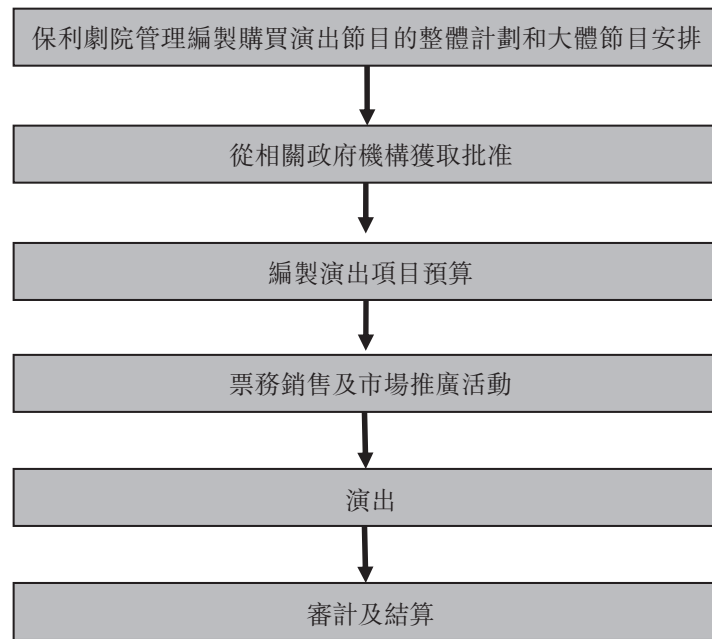 保利劇院管理編製購買演出節目的整體計劃和大體節目安排
從相關政府機構獲取批准
編製演出項目預算
票務銷售及市場推廣活動
演出
審計及結算